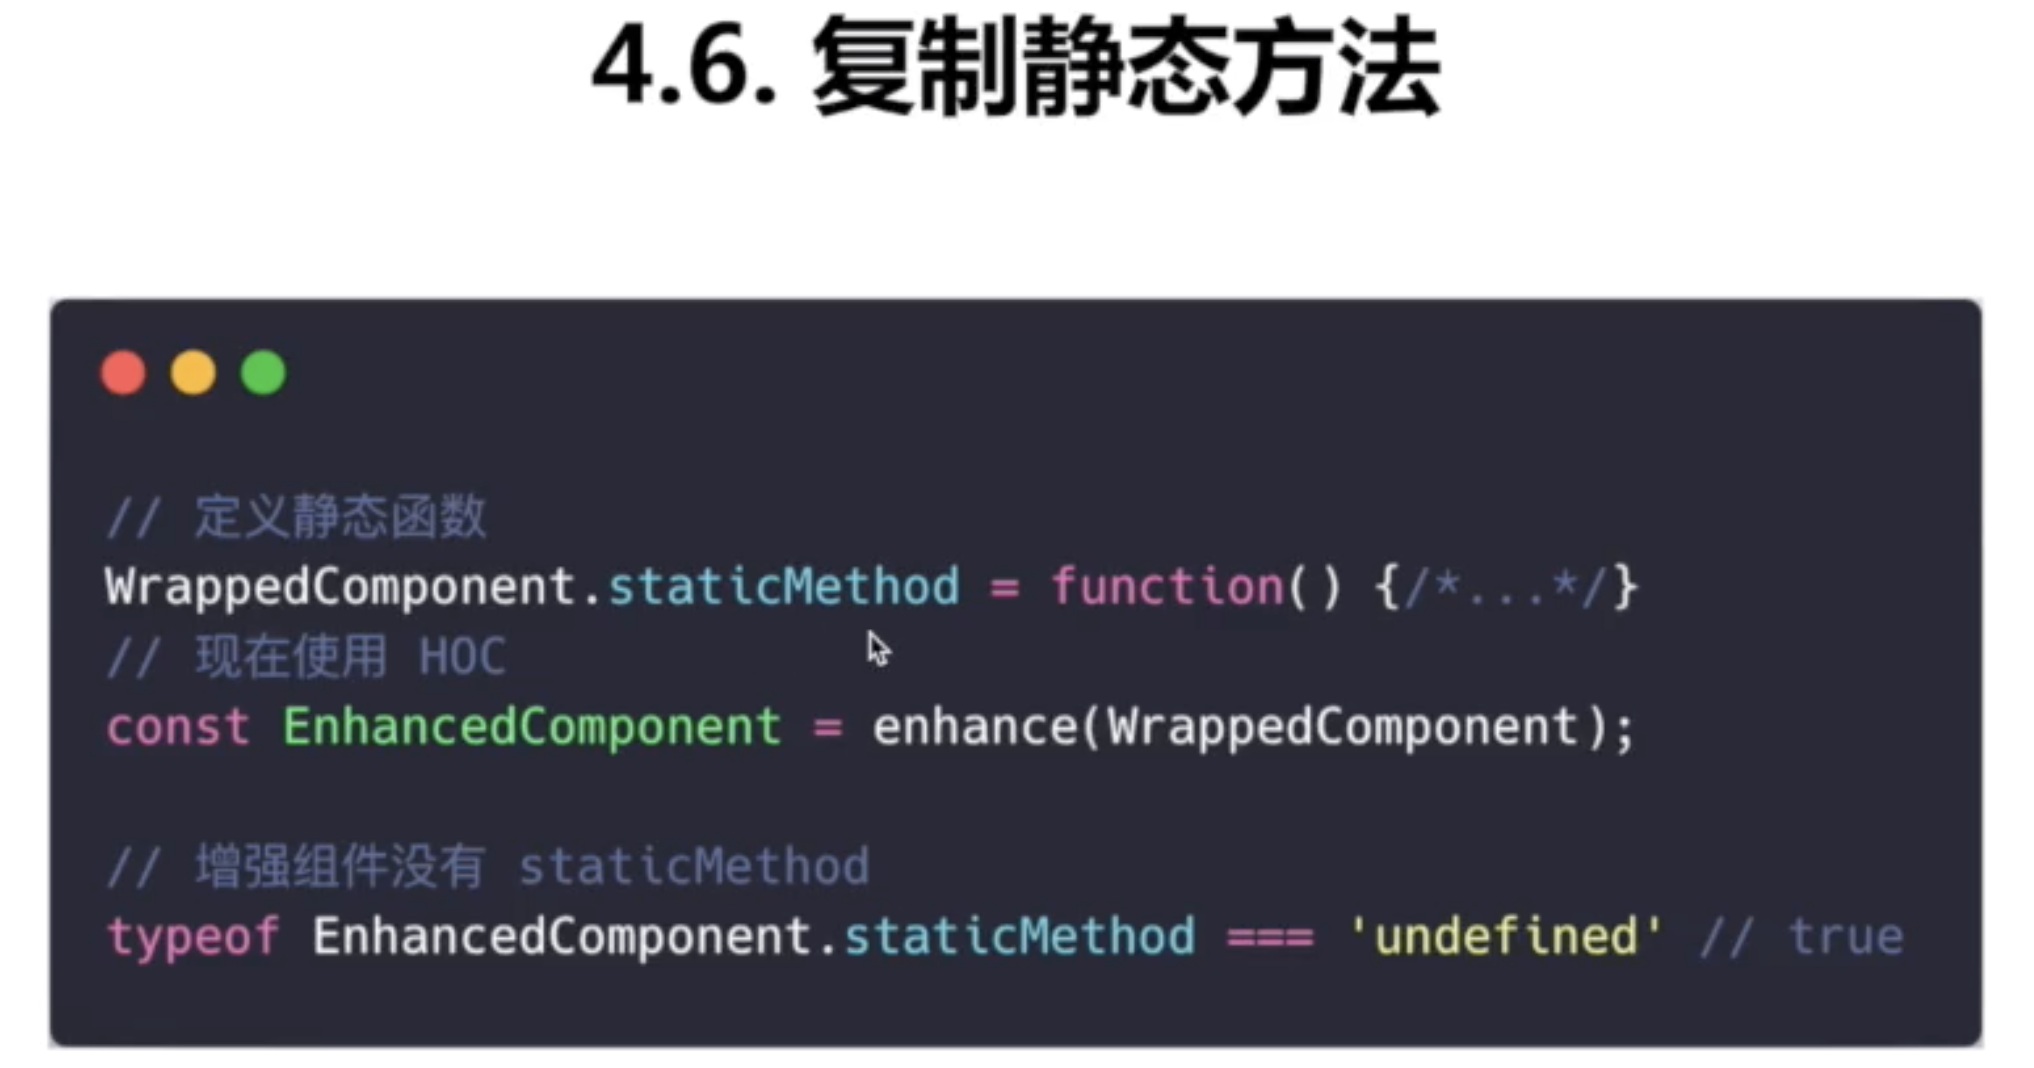 4.6. 复制静态方法
// 定义静态函数
WrappedComponent.staticMethod = function() {/*...*/}
// 现在使用 HOC
const EnhancedComponent = enhance(WrappedComponent);
// 增强组件没有 staticMethod
typeof EnhancedComponent.staticMethod === 'undefined' // true